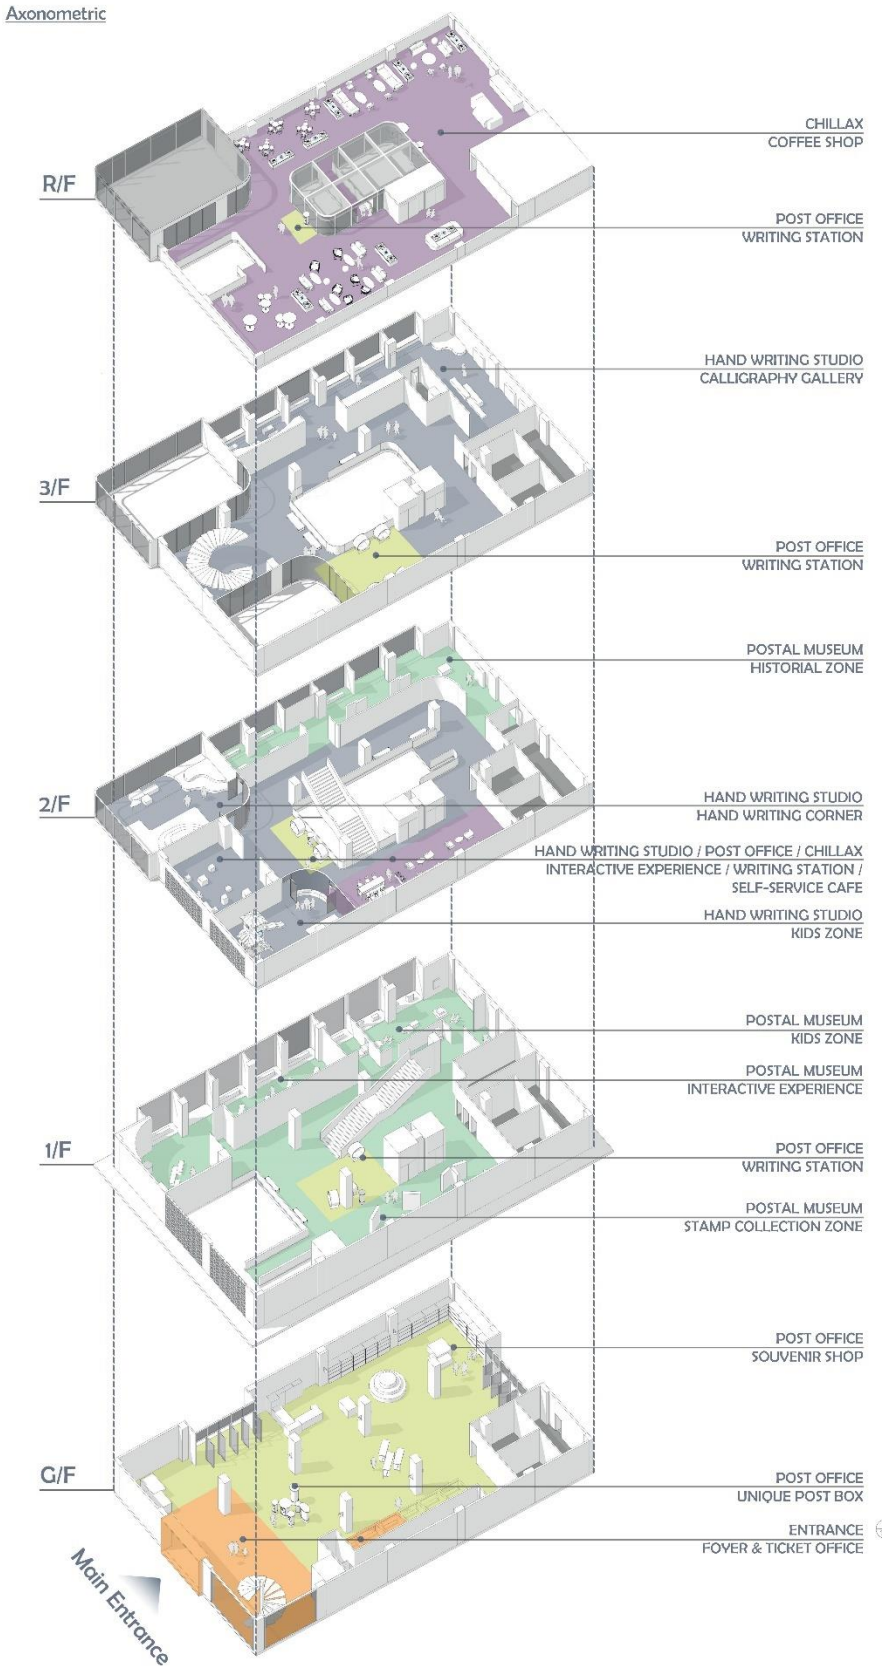 Axonometric
CHILLAX
COFFEE SHOP
R/F
POST OFFICE
WRITING STATION
HAND WRITING STUDIO
CALLIGRAPHY GALLERY
3/F
POST OFFICE
WRITING STATION
POSTAL MUSEUM
HISTORIAL ZONE
2/F
HAND WRITING STUDIO
HAND WRITING CORNER
HAND WRITING STUDIO / POST OFFICE / CHILLAX
INTERACTIVE EXPERIENCE / WRITING STATION /
SELF-SERVICE CAFE
HAND WRITING STUDIO
KIDS ZONE
POSTAL MUSEUM
KIDS ZONE
POSTAL MUSEUM
INTERACTIVE EXPERIENCE
1/F
POST OFFICE
WRITING STATION
POSTAL MUSEUM
STAMP COLLECTION ZONE
POST OFFICE
SOUVENIR SHOP
G/F
POST OFFICE
UNIQUE POST BOX
ENTRANCE
FOYER & TICKET OFFICE
Main Entrance